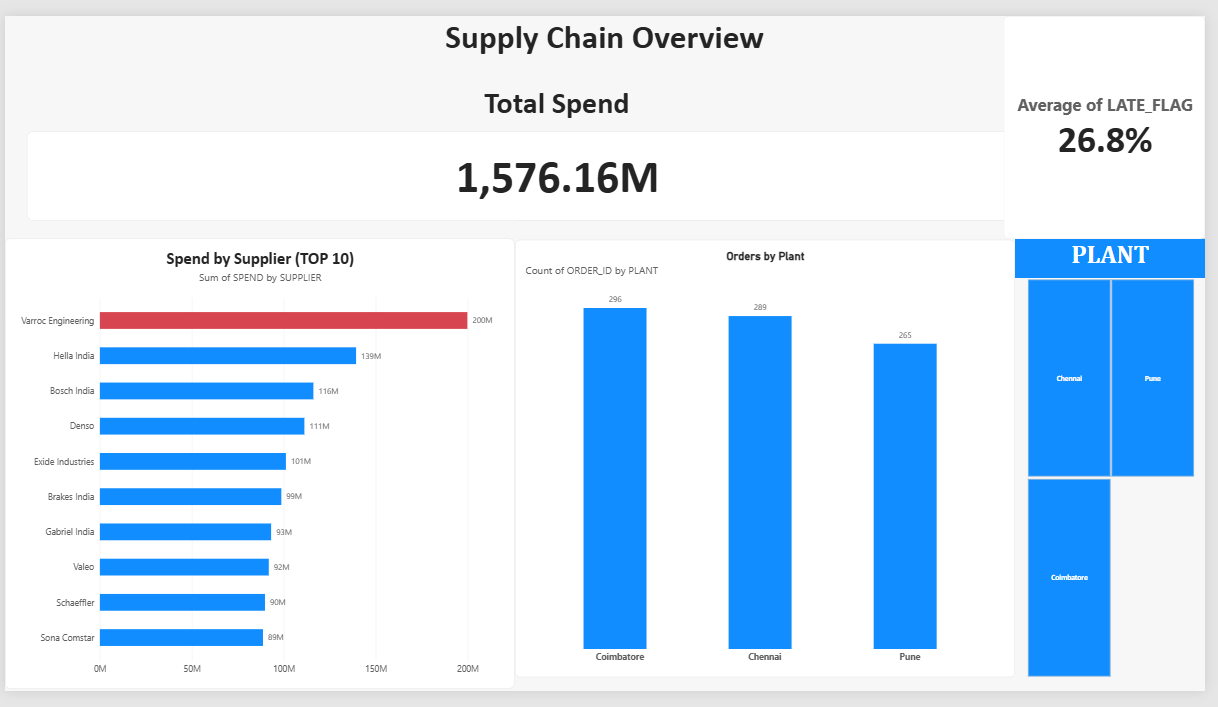 Supply Chain Overview
Total Spend
1,576.16M
Average of LATE_FLAG
26.8%
Spend by Supplier (TOP 10)
Sum of SPEND by SUPPLIER
Varroc Engineering 200M
Hella India 139M
Bosch India 116M
Denso 111M
Exide Industries 101M
Brakes India 99M
Gabriel India 93M
Valeo 92M
Schaeffler 90M
Sona Comstar 89M
0M 50M 100M 150M 200M
Orders by Plant
Count of ORDER_ID by PLANT
296 289 265
Coimbatore Chennai Pune
PLANT
Chennai Pune
Coimbatore